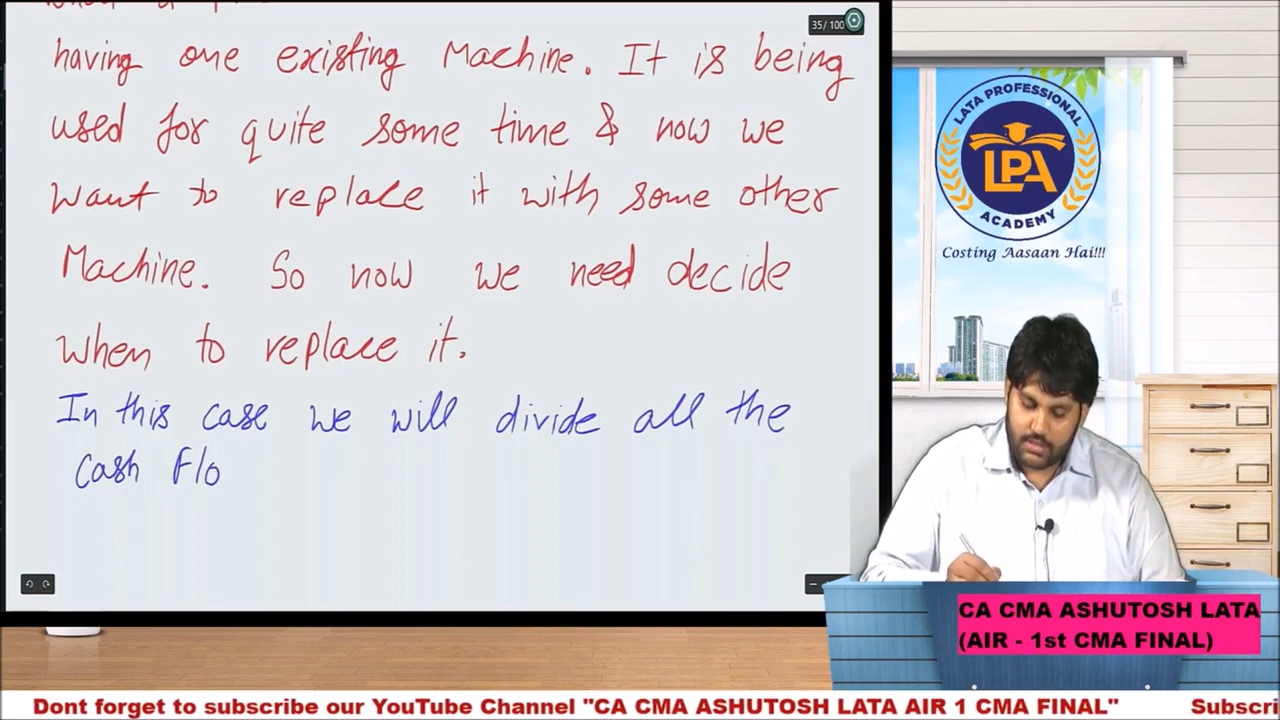 35/100
having one existing Machine. It is being
used for quite some time & now we
want to replace it with some other
Machine. So now we need decide
when to replace it.
In this case we will divide all the
Cash Flo
LATA PROFESSIONAL
LPA
ACADEMY
Costing Aasaan Hai!!!
CA CMA ASHUTOSH LATA
(AIR - 1st CMA FINAL)
Dont forget to subscribe our YouTube Channel "CA CMA ASHUTOSH LATA AIR 1 CMA FINAL" Subscri